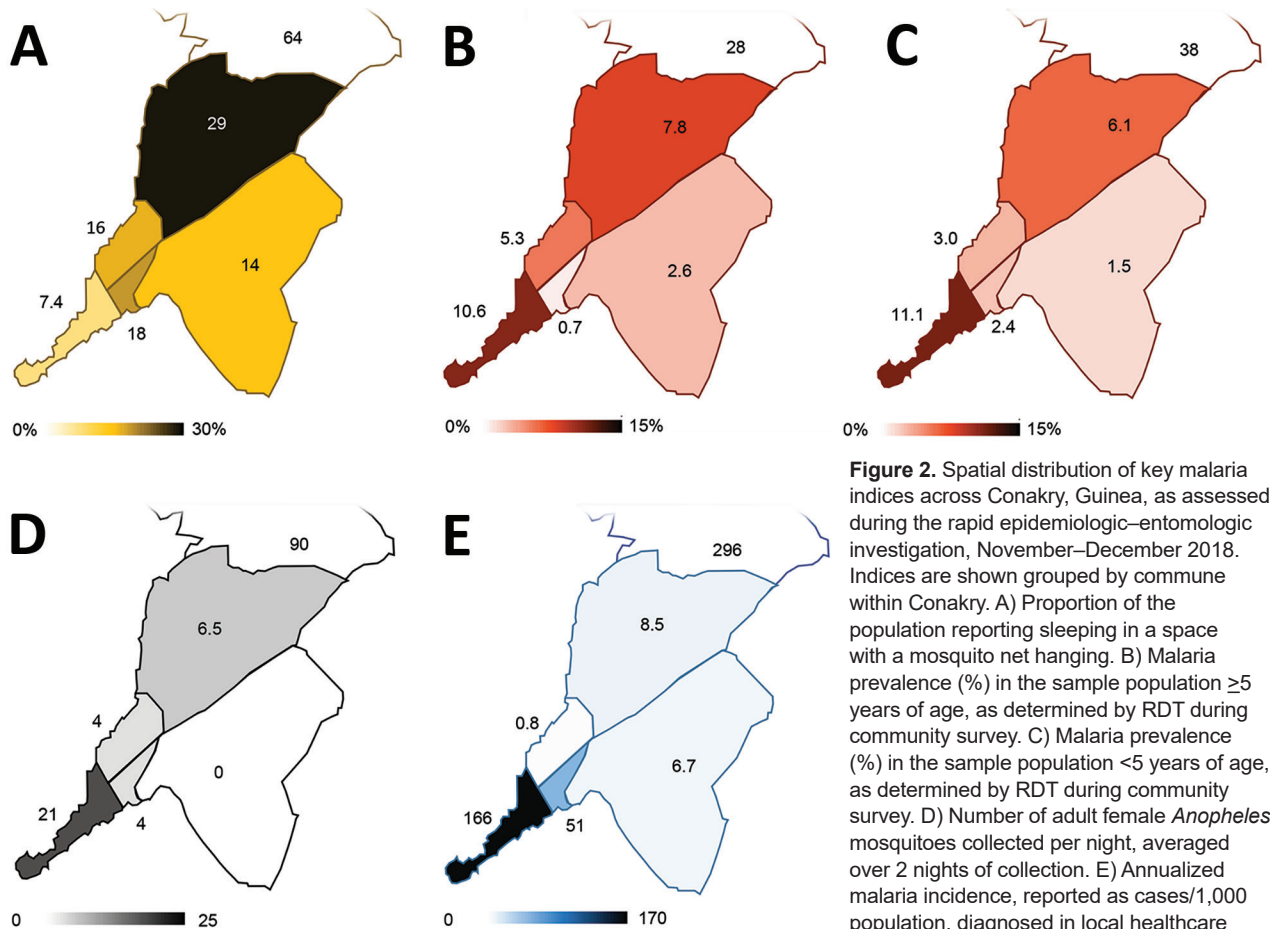 A
64
29
16
14
7.4
18
0%
30%
B
28
7.8
5.3
2.6
10.6
0.7
0%
15%
C
38
6.1
3.0
1.5
11.1
2.4
0%
15%
D
90
6.5
4
0
21
4
0
25
E
296
8.5
0.8
6.7
166
51
0
170
Figure 2. Spatial distribution of key malaria
indices across Conakry, Guinea, as assessed
during the rapid epidemiologic–entomologic
investigation, November–December 2018.
Indices are shown grouped by commune
within Conakry. A) Proportion of the
population reporting sleeping in a space
with a mosquito net hanging. B) Malaria
prevalence (%) in the sample population ≥5
years of age, as determined by RDT during
community survey. C) Malaria prevalence
(%) in the sample population <5 years of age,
as determined by RDT during community
survey. D) Number of adult female Anopheles
mosquitoes collected per night, averaged
over 2 nights of collection. E) Annualized
malaria incidence, reported as cases/1,000
population, diagnosed in local healthcare